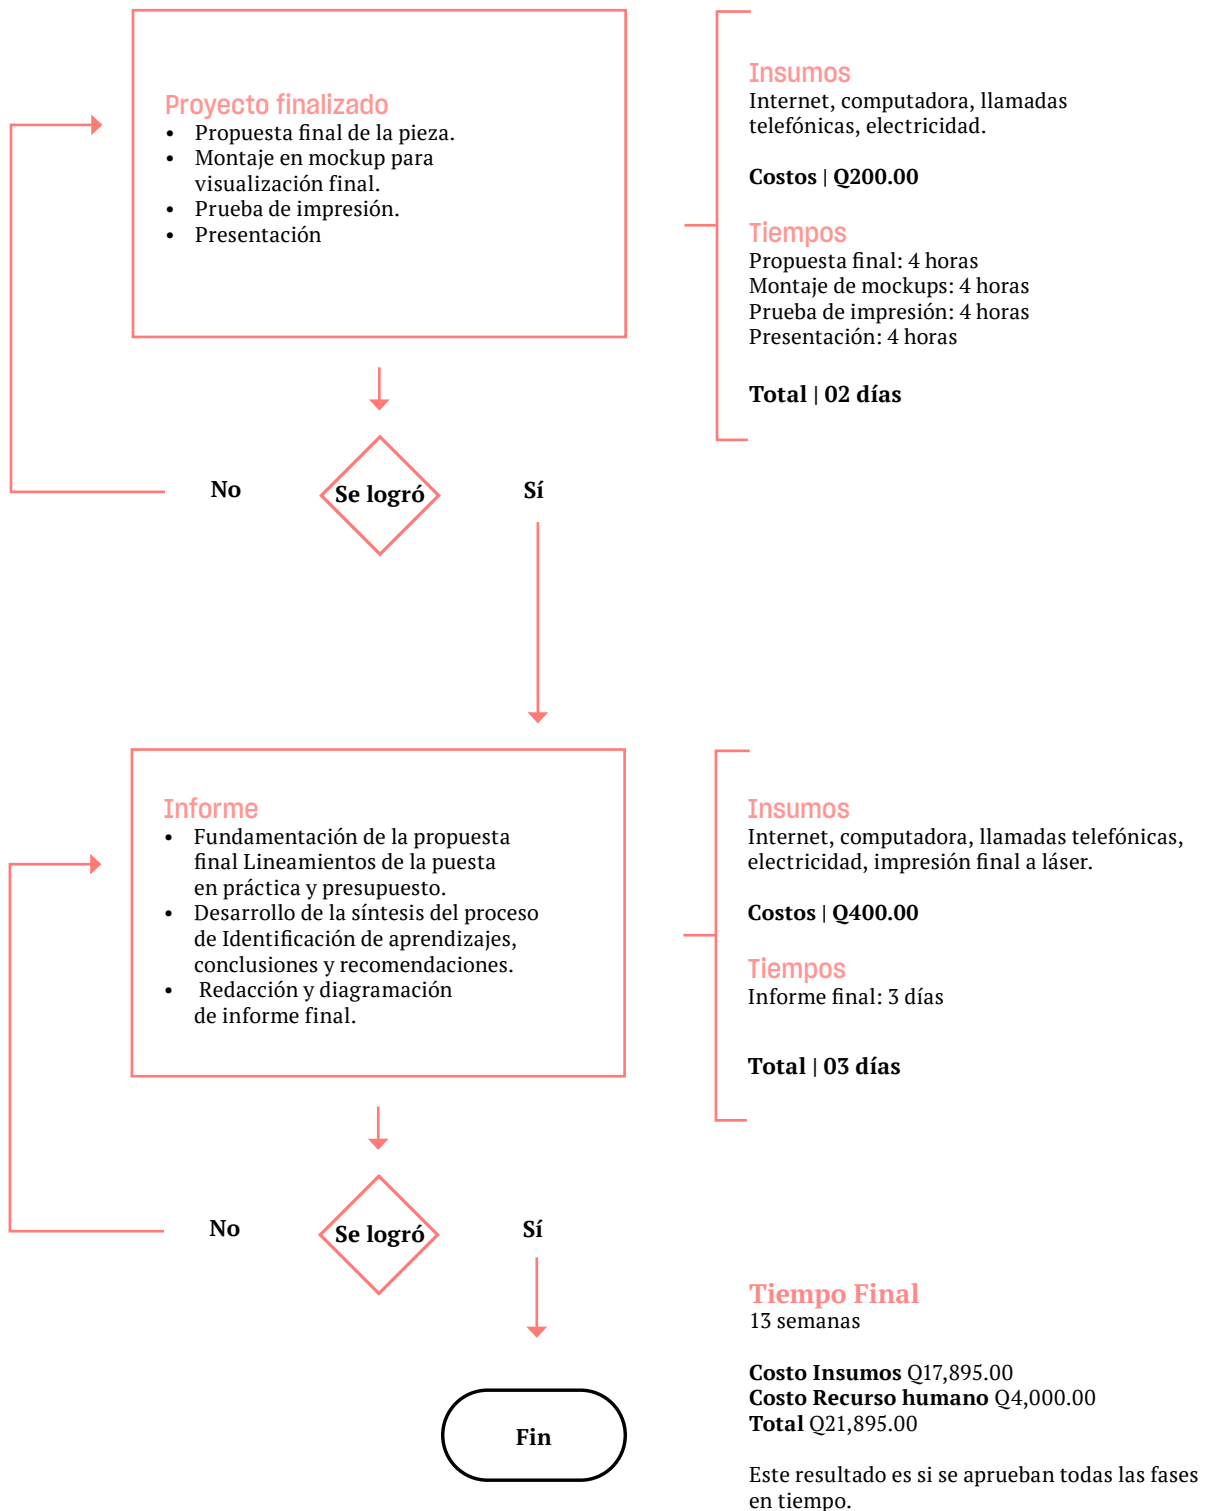 Proyecto finalizado
• Propuesta final de la pieza.
• Montaje en mockup para
visualización final.
• Prueba de impresión.
• Presentación
Insumos
Internet, computadora, llamadas
telefónicas, electricidad.
Costos | Q200.00
Tiempos
Propuesta final: 4 horas
Montaje de mockups: 4 horas
Prueba de impresión: 4 horas
Presentación: 4 horas
Total | 02 días
No
Se logró
Sí
Informe
• Fundamentación de la propuesta
final Lineamientos de la puesta
en práctica y presupuesto.
• Desarrollo de la síntesis del proceso
de Identificación de aprendizajes,
conclusiones y recomendaciones.
• Redacción y diagramación
de informe final.
Insumos
Internet, computadora, llamadas telefónicas,
electricidad, impresión final a láser.
Costos | Q400.00
Tiempos
Informe final: 3 días
Total | 03 días
No
Se logró
Sí
Fin
Tiempo Final
13 semanas
Costo Insumos Q17,895.00
Costo Recurso humano Q4,000.00
Total Q21,895.00
Este resultado es si se aprueban todas las fases
en tiempo.